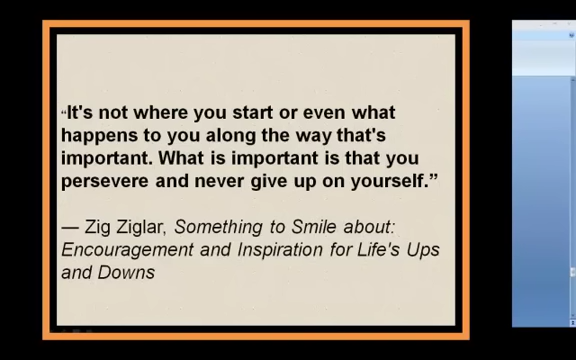 “It's not where you start or even what
happens to you along the way that's
important. What is important is that you
persevere and never give up on yourself.”
— Zig Ziglar, Something to Smile about:
Encouragement and Inspiration for Life's Ups
and Downs